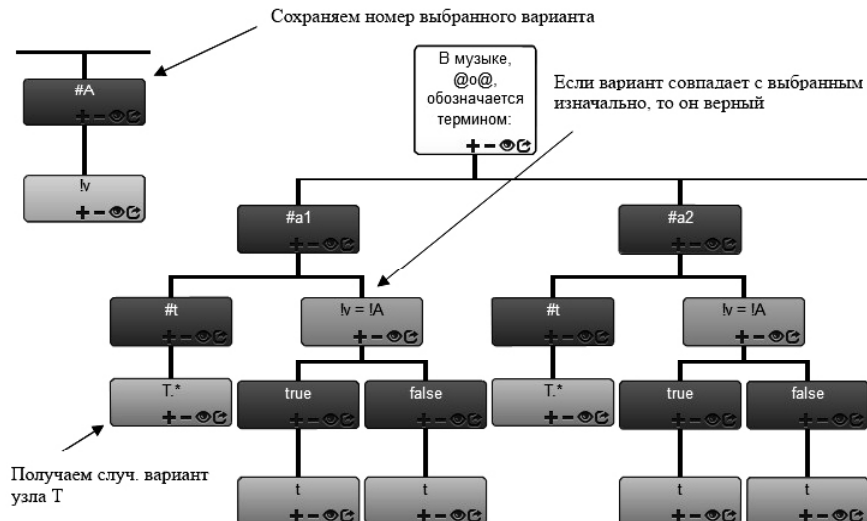 Сохраняем номер выбранного варианта
#A
!v
В музыке,
@o@,
обозначается
термином:
Если вариант совпадает с выбранным
изначально, то он верный
#a1
#a2
#t
!v = !A
#t
!v = !A
T.*
true
false
T.*
true
false
Получаем случ. вариант
узла T
t
t
t
t